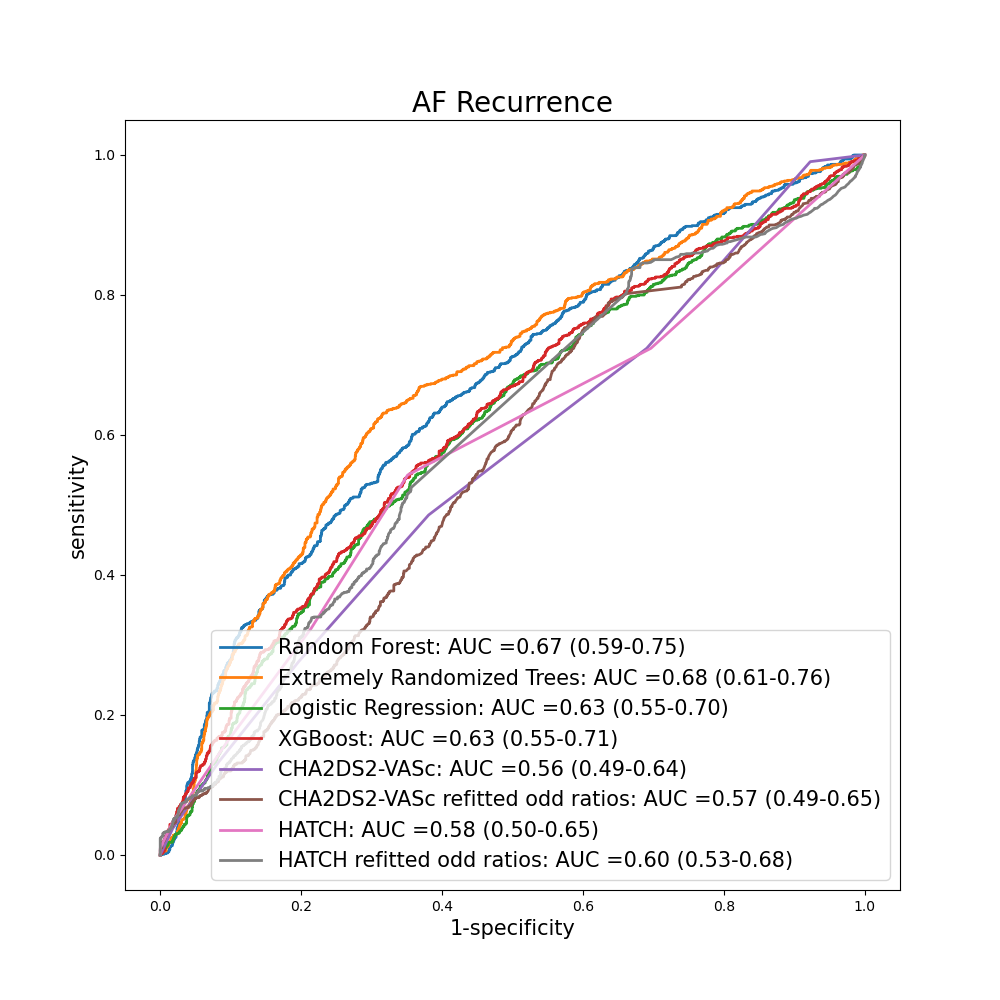 AF Recurrence
sensitivity
1.0
0.8
0.6
0.4
0.2
0.0
Random Forest: AUC =0.67 (0.59-0.75)
Extremely Randomized Trees: AUC =0.68 (0.61-0.76)
Logistic Regression: AUC =0.63 (0.55-0.70)
XGBoost: AUC =0.63 (0.55-0.71)
CHA2DS2-VASc: AUC =0.56 (0.49-0.64)
CHA2DS2-VASc refitted odd ratios: AUC =0.57 (0.49-0.65)
HATCH: AUC =0.58 (0.50-0.65)
HATCH refitted odd ratios: AUC =0.60 (0.53-0.68)
0.0 0.2 0.4 0.6 0.8 1.0
1-specificity